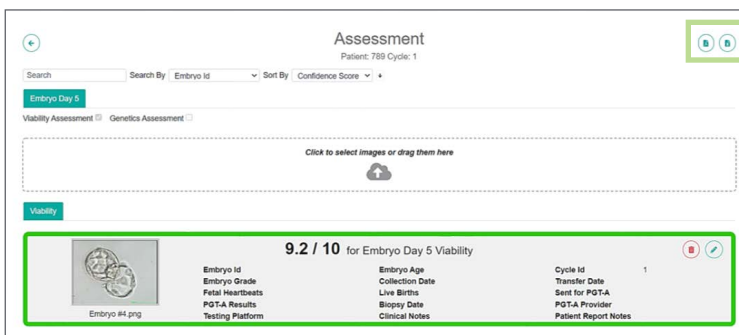 Assessment
Patient: 789 Cycle: 1
Search Search By Embryo Id Sort By Confidence Score
Embryo Day 5
Viability Assessment Genetics Assessment
Click to select images or drag them here
Viability
9.2 / 10 for Embryo Day 5 Viability
Embryo Id Embryo Age Cycle Id 1
Embryo Grade Collection Date Transfer Date
Fetal Heartbeats Live Births Sent for PGT-A
PGT-A Results Biopsy Date PGT-A Provider
Testing Platform Clinical Notes Patient Report Notes
Embryo #4.png